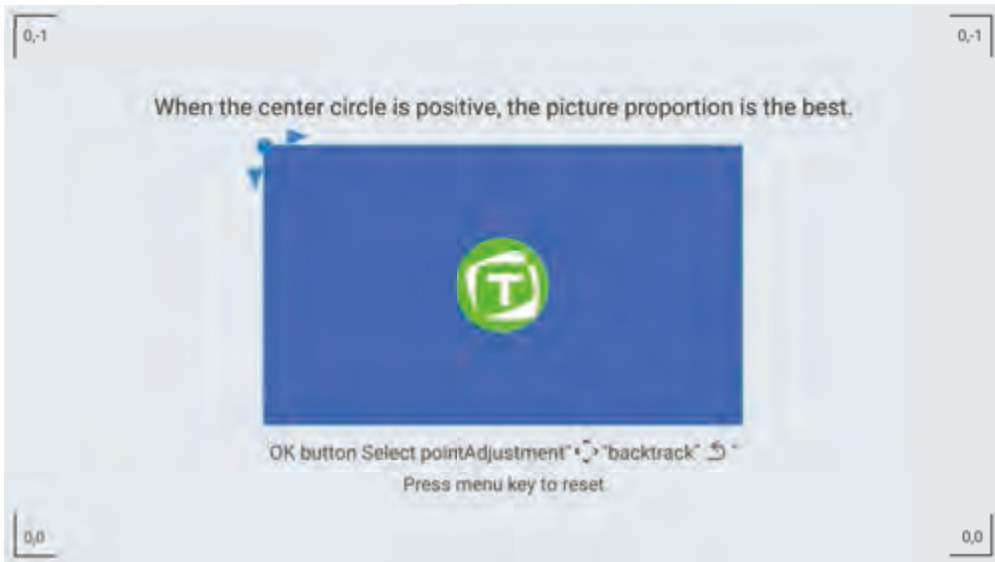 0,-1
0,-1
When the center circle is positive, the picture proportion is the best.
T
OK button Select pointAdjustment" "backtrack" "
Press menu key to reset
0,0
0,0